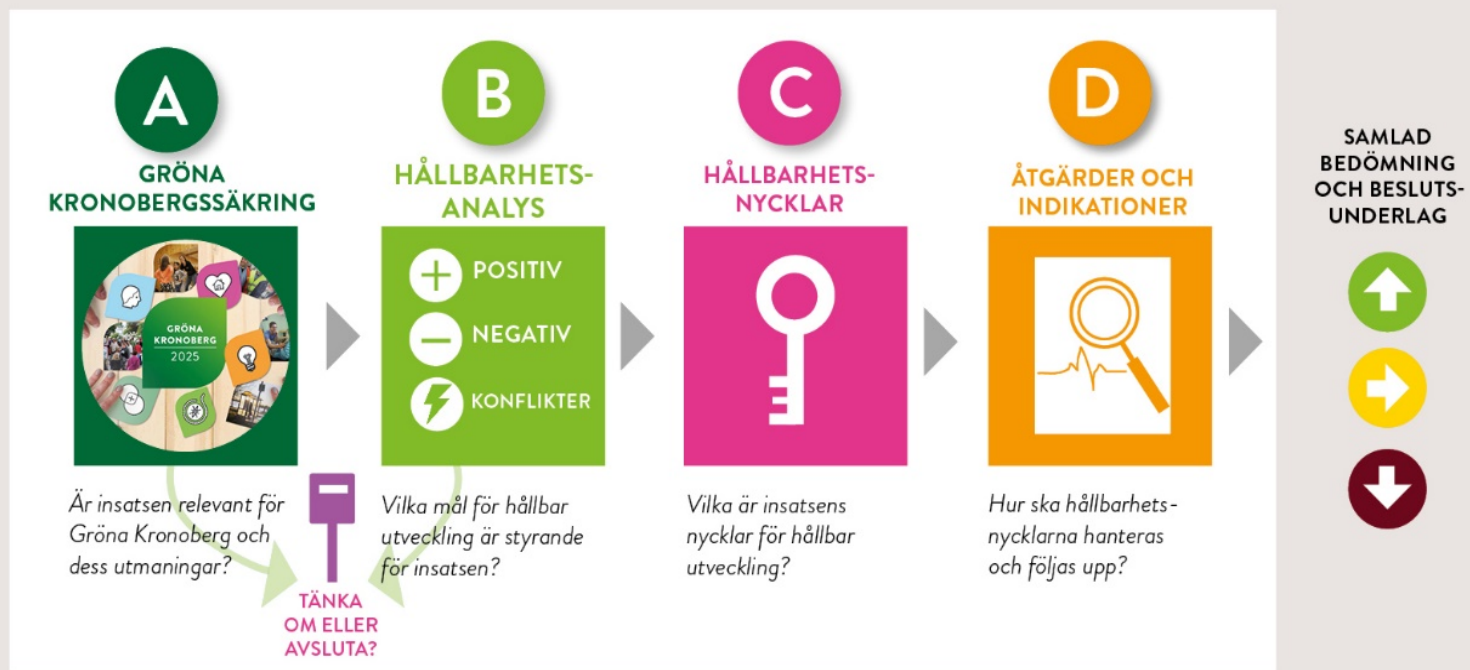 A
GRÖNA
KRONOBERGSSÄKRING
GRÖNA
KRONOBERG
2025
Är insatsen relevant för
Gröna Kronoberg och
dess utmaningar?
B
HÅLLBARHETS-
ANALYS
POSITIV
NEGATIV
KONFLIKTER
Vilka mål för hållbar
utveckling är styrande
för insatsen?
TÄNKA
OM ELLER
AVSLUTA?
C
HÅLLBARHETS-
NYCKLAR
Vilka är insatsens
nycklar för hållbar
utveckling?
D
ÅTGÄRDER OCH
INDIKATIONER
Hur ska hållbarhets-
nycklarna hanteras
och följas upp?
SAMLAD
BEDÖMNING
OCH BESLUTS-
UNDERLAG